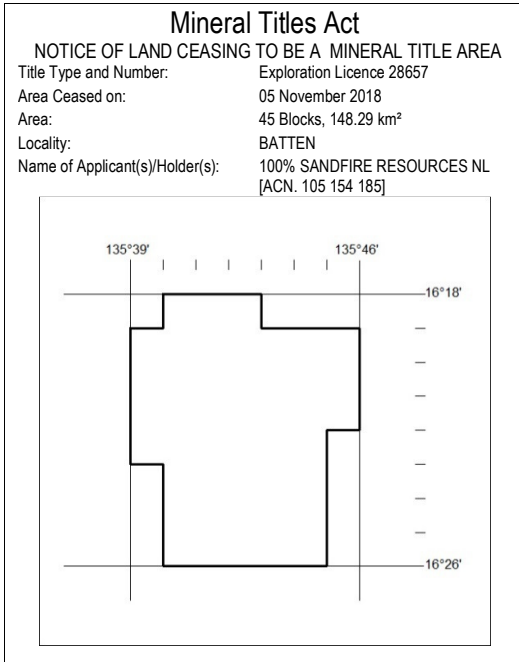 Mineral Titles Act
NOTICE OF LAND CEASING TO BE A MINERAL TITLE AREA
Title Type and Number: Exploration Licence 28657
Area Ceased on: 05 November 2018
Area: 45 Blocks, 148.29 km²
Locality: BATTEN
Name of Applicant(s)/Holder(s): 100% SANDFIRE RESOURCES NL
[ACN. 105 154 185]
135°39' 135°46'
16°18'
16°26'